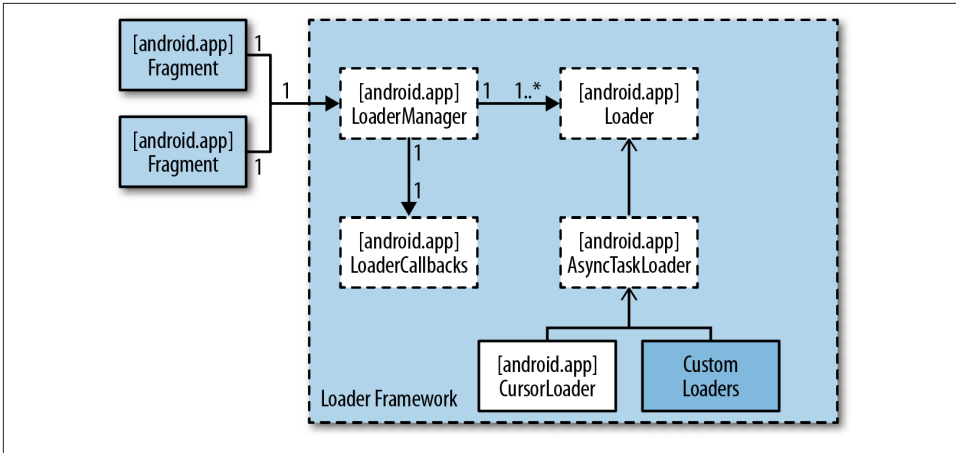 [android.app]
Fragment
1
1
[android.app]
Fragment
1
[android.app]
LoaderManager
1
1..*
[android.app]
Loader
1
1
[android.app]
LoaderCallbacks
[android.app]
AsyncTaskLoader
[android.app]
CursorLoader
Custom
Loaders
Loader Framework